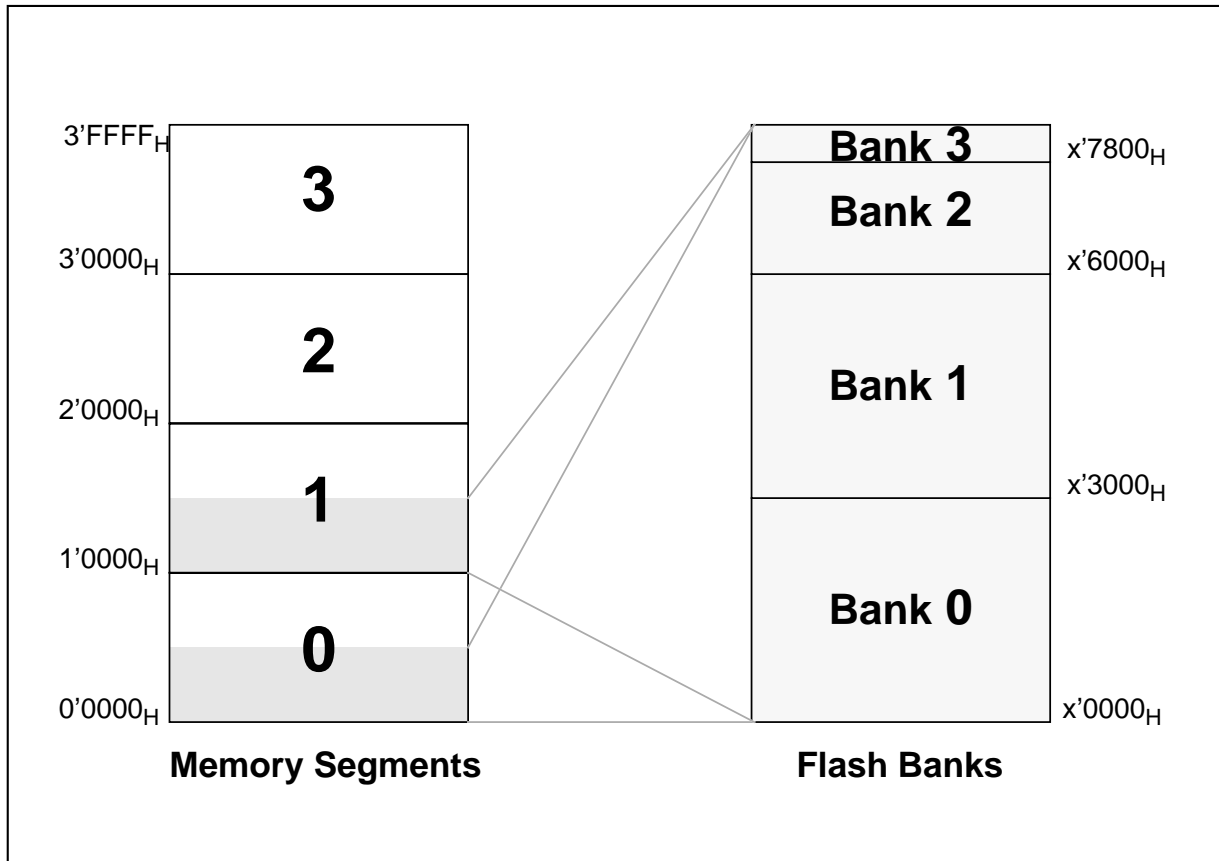 3’FFFFH
3
3’0000H
2
2’0000H
1
1’0000H
0
0’0000H
Memory Segments
Bank 3
x’7800H
Bank 2
x’6000H
Bank 1
x’3000H
Bank 0
x’0000H
Flash Banks